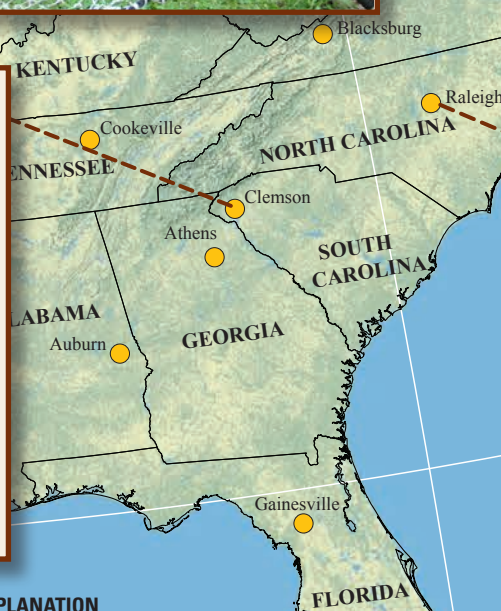 Blacksburg
KENTUCKY
Raleigh
Cookeville
NORTH CAROLINA
ENNESSEE
Clemson
Athens
SOUTH
CAROLINA
LABAMA
GEORGIA
Auburn
Gainesville
FLORIDA
PLANATION